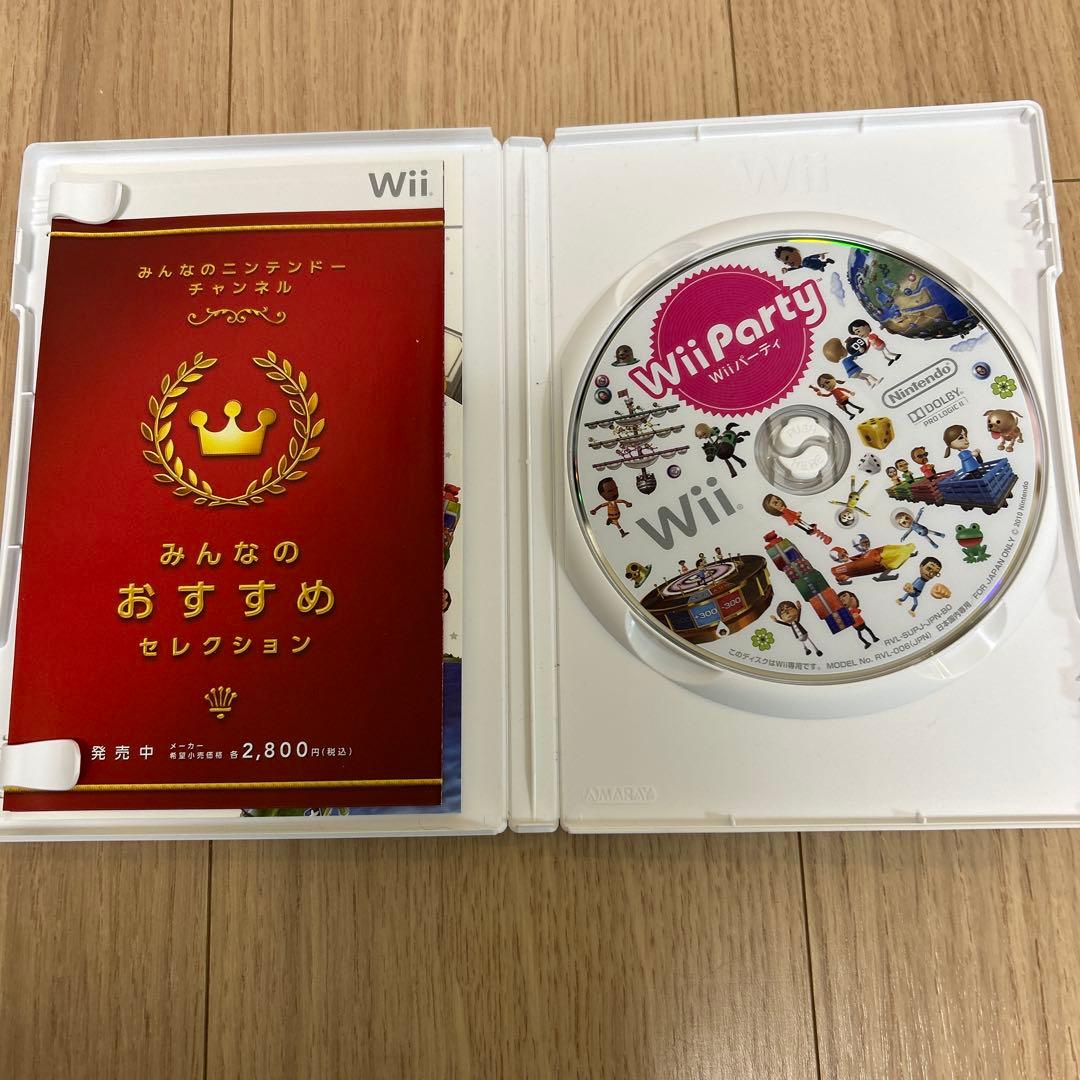 Wii
みんなのニンテンドー
チャンネル
みんなの
おすすめ
セレクション
発売中 メーカー希望小売価格 各2,800円(税込)
Wii
Wii Party™
Wiiパーティ
Nintendo
DOLBY
PRO LOGIC II
Wii
-300
+300
-300
このディスクはWii専用です。 MODEL No. RVL-006(JPN)
RVL-SUPJ-JPN-B0
日本国内専用 FOR JAPAN ONLY © 2010 Nintendo
AMARAY